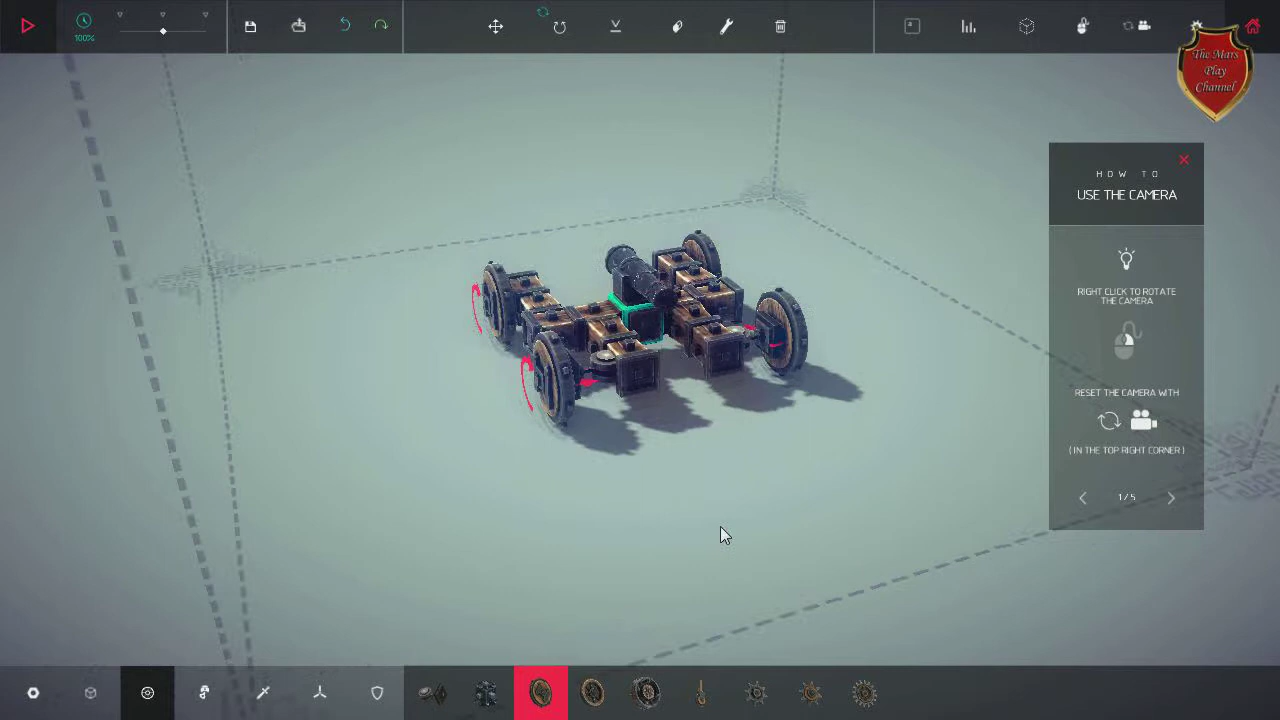 100%
The Mars
Play
Channel
HOW TO
USE THE CAMERA
RIGHT CLICK TO ROTATE
THE CAMERA
RESET THE CAMERA WITH
( IN THE TOP RIGHT CORNER )
1 / 5